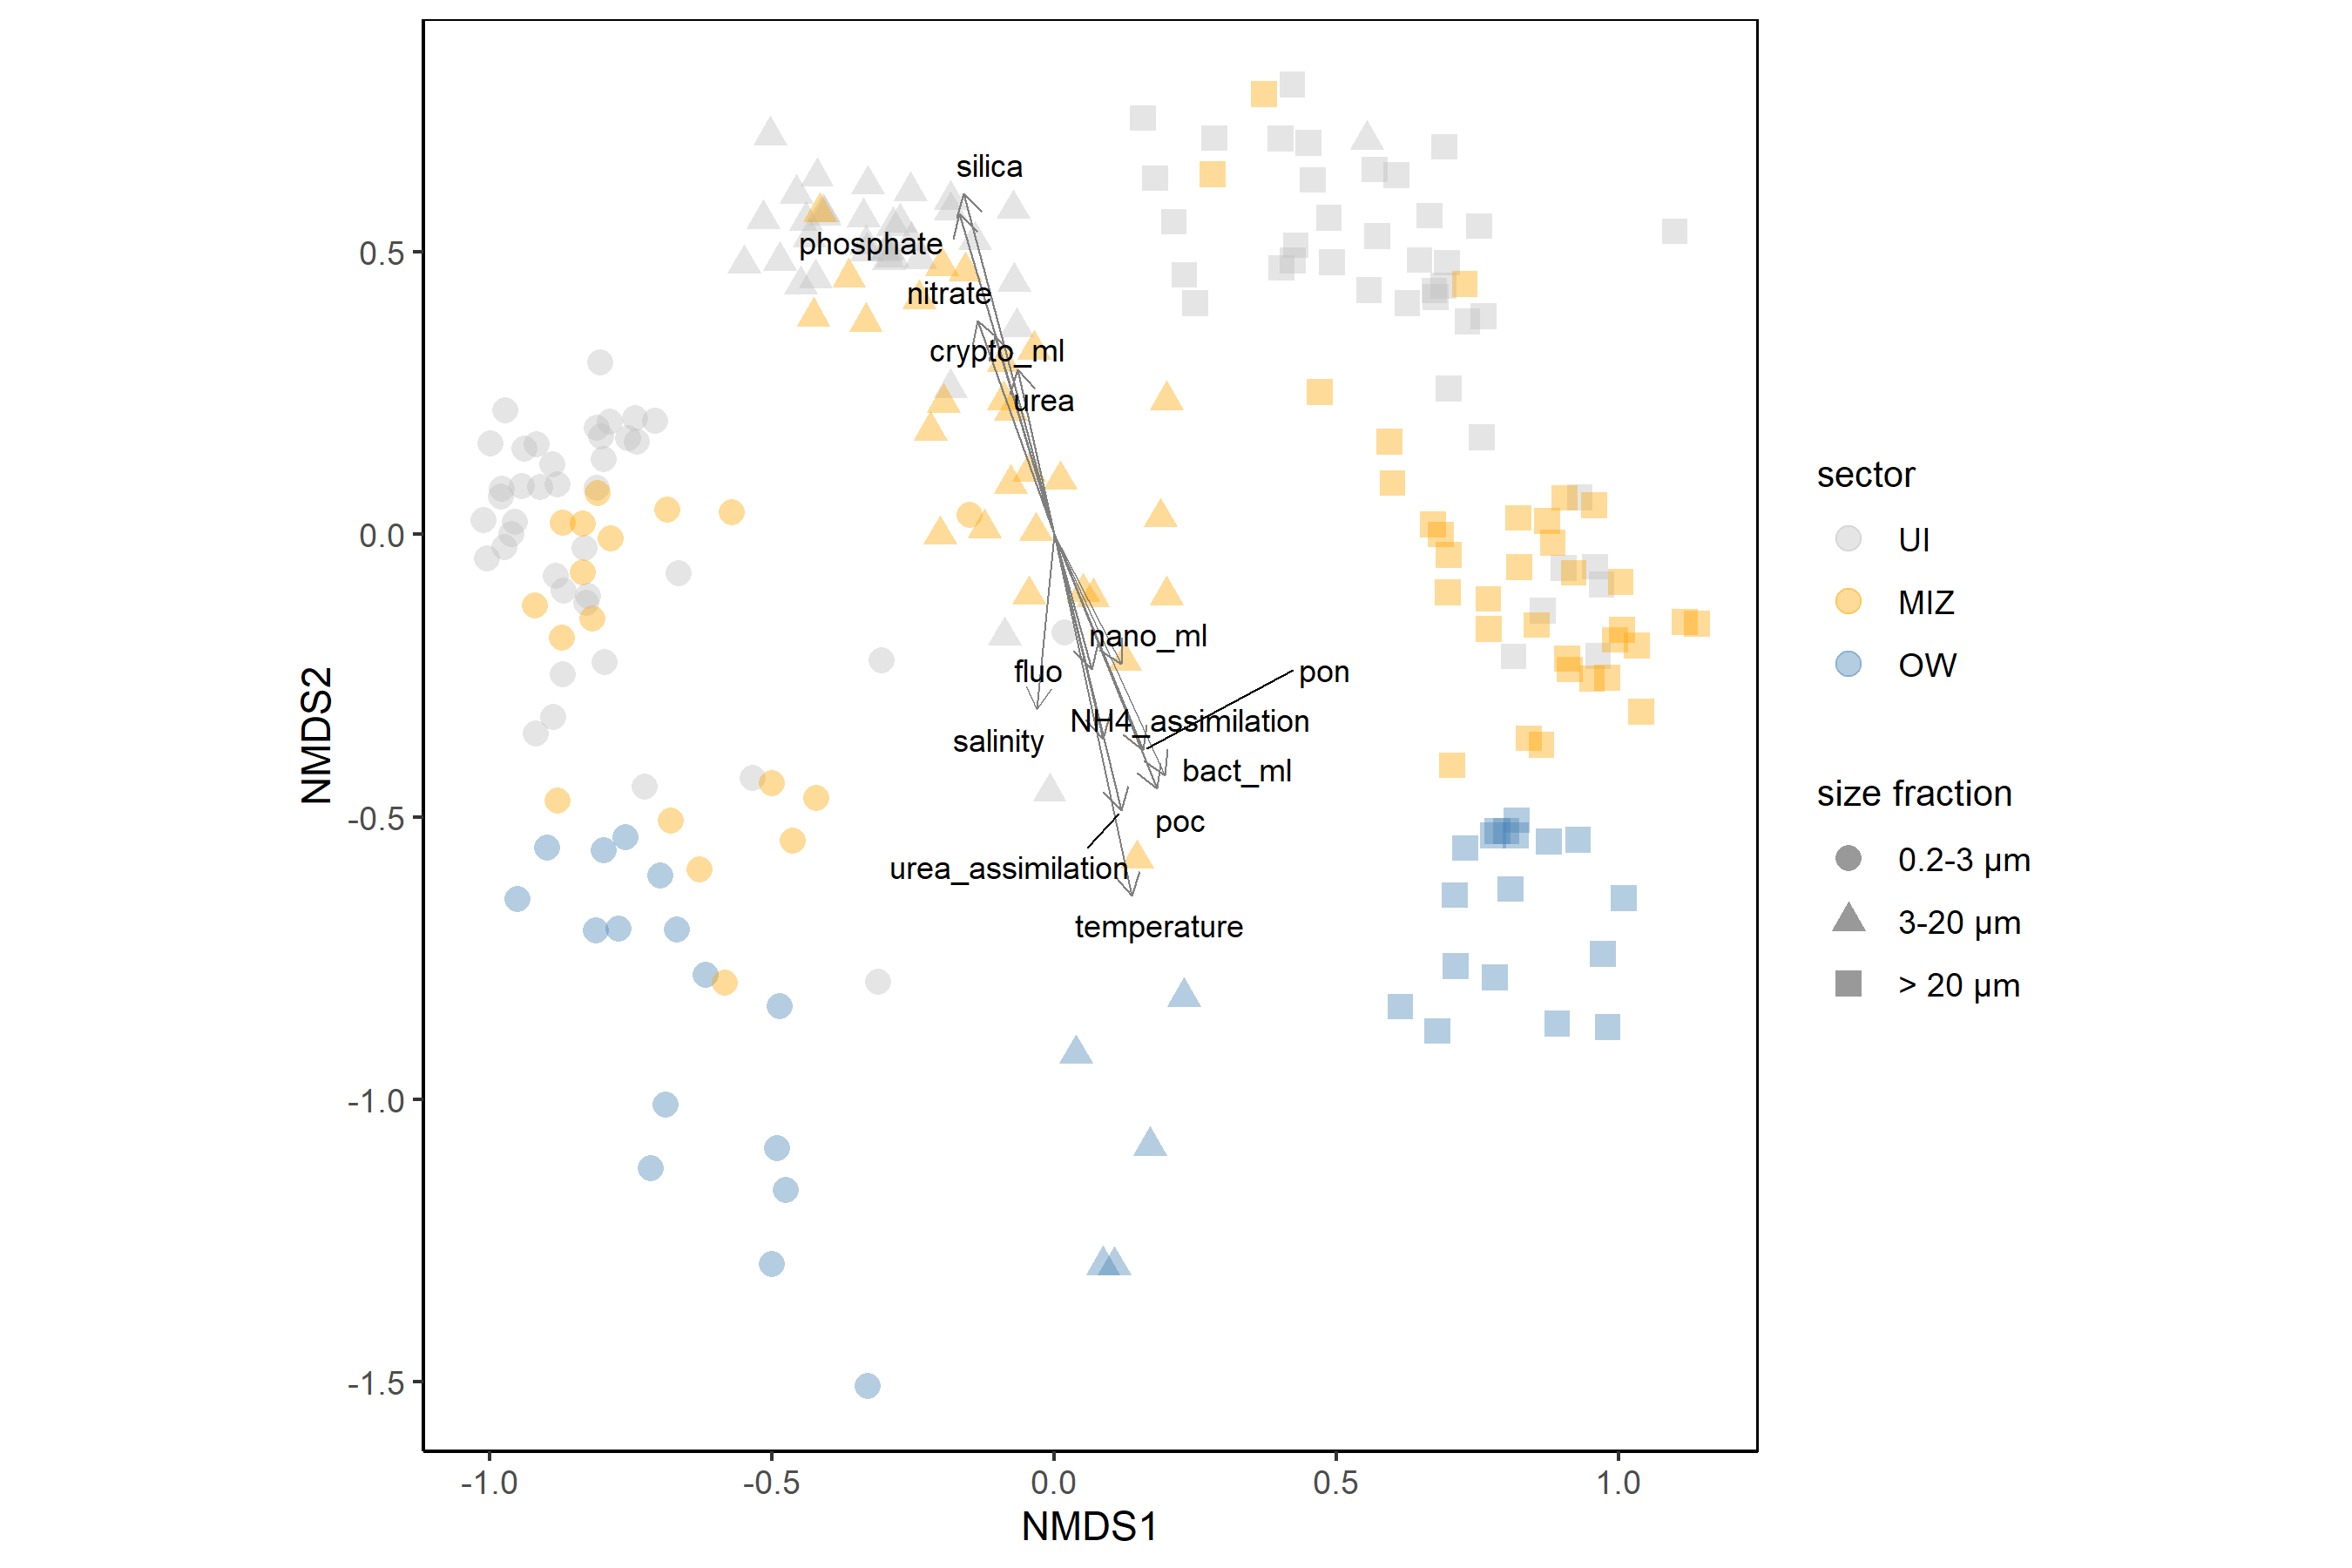 silica
phosphate
nitrate
crypto_ml
urea
nano_ml
fluo
pon
NH4_assimilation
salinity
bact_ml
poc
urea_assimilation
temperature
0.5
0.0
-0.5
-1.0
-1.5
NMDS2
-1.0
-0.5
0.0
0.5
1.0
NMDS1
sector
UI
MIZ
OW
size fraction
0.2-3 µm
3-20 µm
> 20 µm